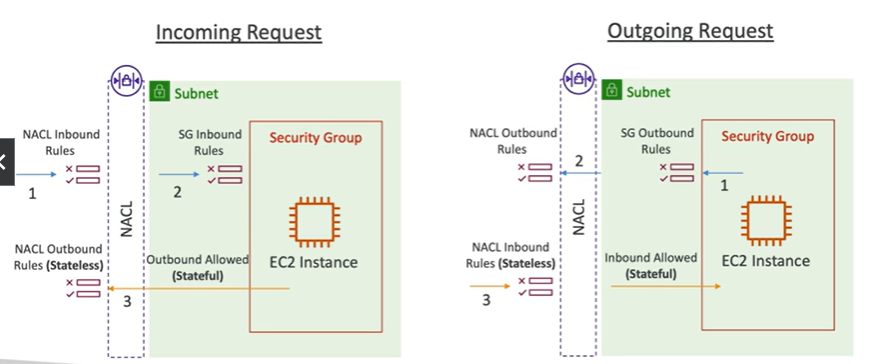 Incoming Request
Subnet
NACL Inbound
Rules
SG Inbound
Rules
Security Group
1
2
NACL
NACL Outbound
Rules (Stateless)
Outbound Allowed
(Stateful)
EC2 Instance
3
Outgoing Request
Subnet
NACL Outbound
Rules
SG Outbound
Rules
Security Group
2
1
NACL
NACL Inbound
Rules (Stateless)
Inbound Allowed
(Stateful)
EC2 Instance
3